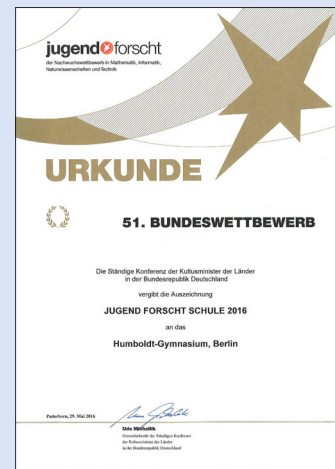 jugend forscht
der Nachwuchswettbewerb in Mathematik, Informatik,
Naturwissenschaften und Technik
URKUNDE
51. BUNDESWETTBEWERB
Die Ständige Konferenz der Kultusminister der Länder
in der Bundesrepublik Deutschland
vergibt die Auszeichnung
JUGEND FORSCHT SCHULE 2016
an das
Humboldt-Gymnasium, Berlin
Paderborn, 29. Mai 2016
Udo Michallik
Generalsekretär der Ständigen Konferenz
der Kultusminister der Länder
in der Bundesrepublik Deutschland